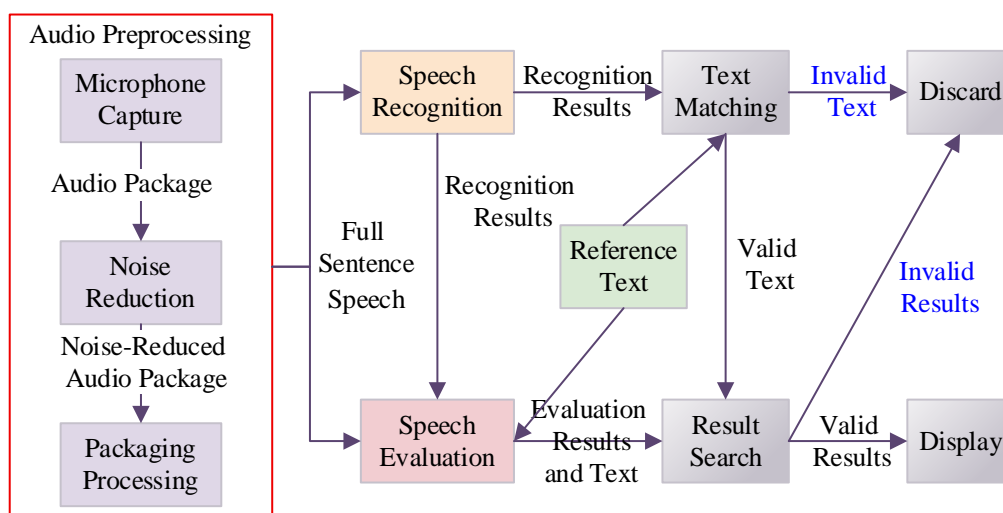 Audio Preprocessing
Microphone
Capture
Audio Package
Noise
Reduction
Noise-Reduced
Audio Package
Packaging
Processing
Full
Sentence
Speech
Speech
Recognition
Recognition
Results
Text
Matching
Invalid
Text
Discard
Recognition
Results
Reference
Text
Valid
Text
Invalid
Results
Speech
Evaluation
Evaluation
Results
and Text
Result
Search
Valid
Results
Display